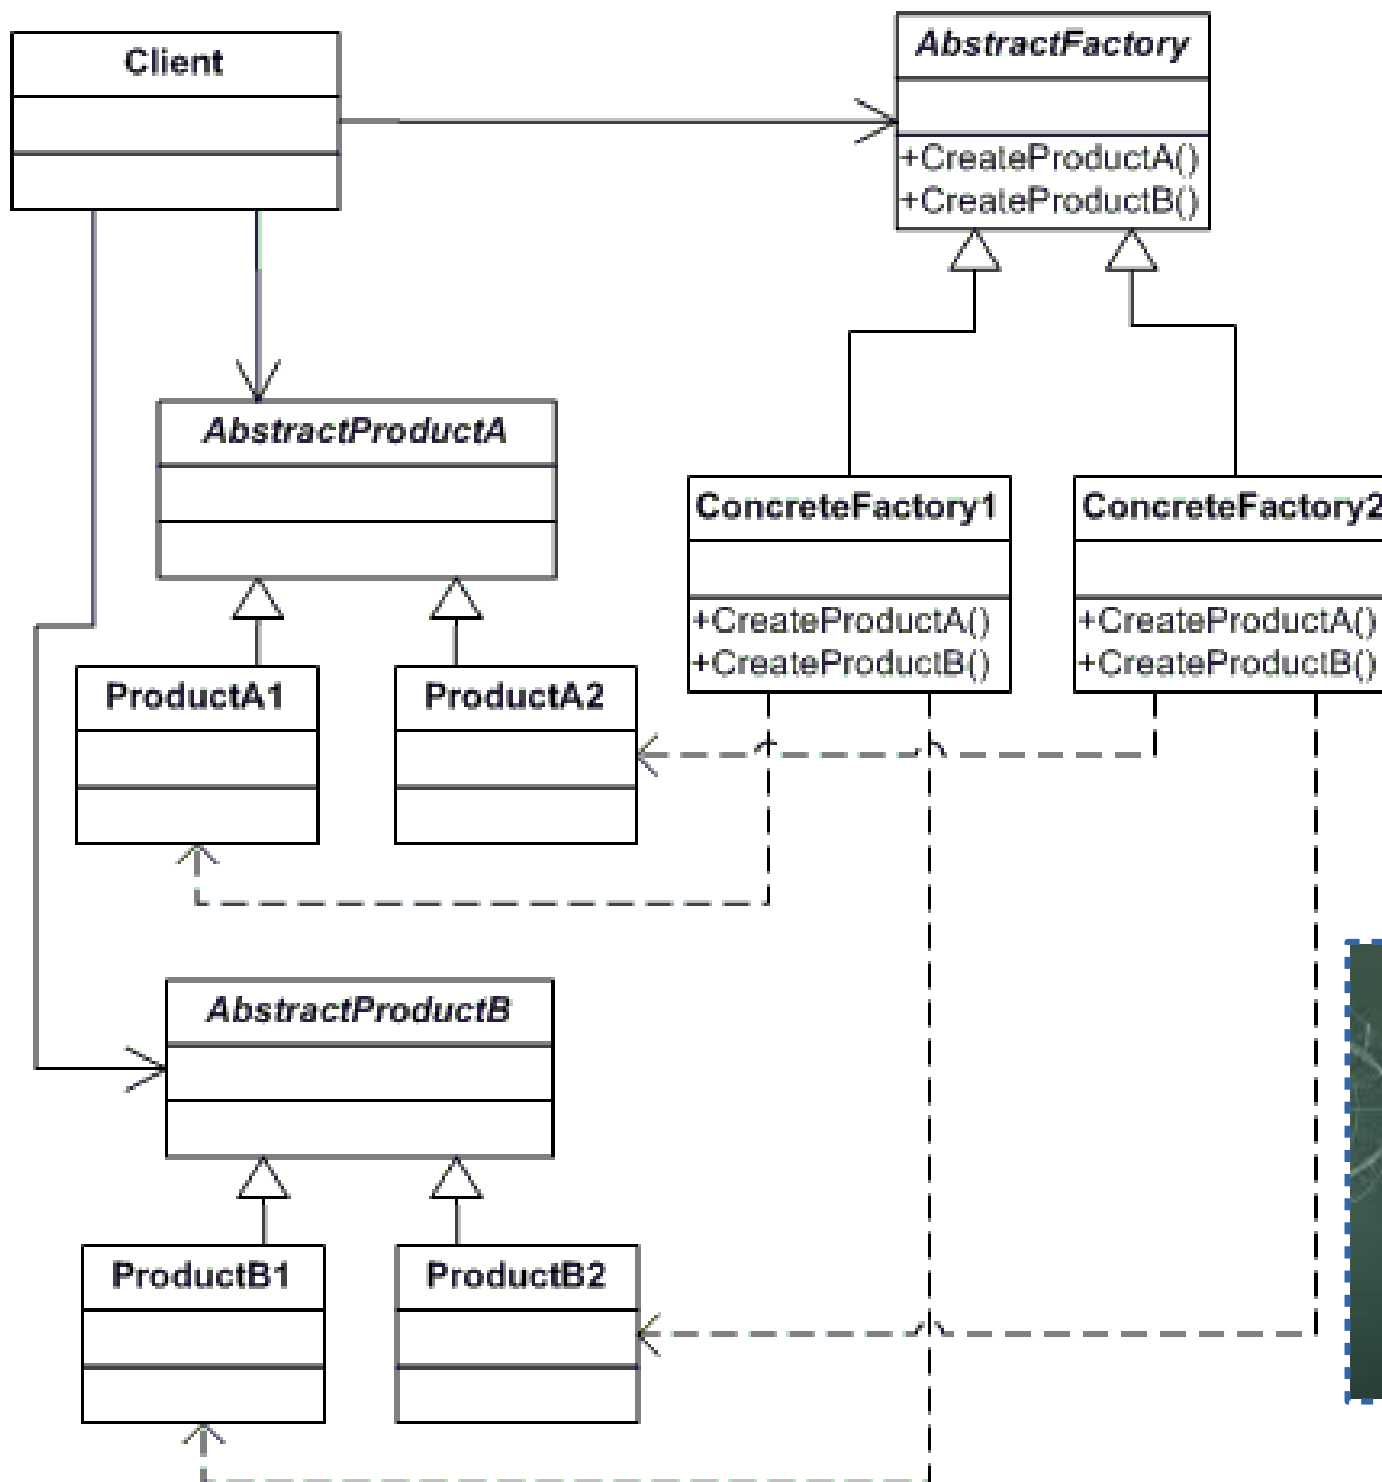 Client
AbstractFactory
+CreateProductA()
+CreateProductB()
AbstractProductA
ConcreteFactory1
+CreateProductA()
+CreateProductB()
ConcreteFactory2
+CreateProductA()
+CreateProductB()
ProductA1
ProductA2
AbstractProductB
ProductB1
ProductB2